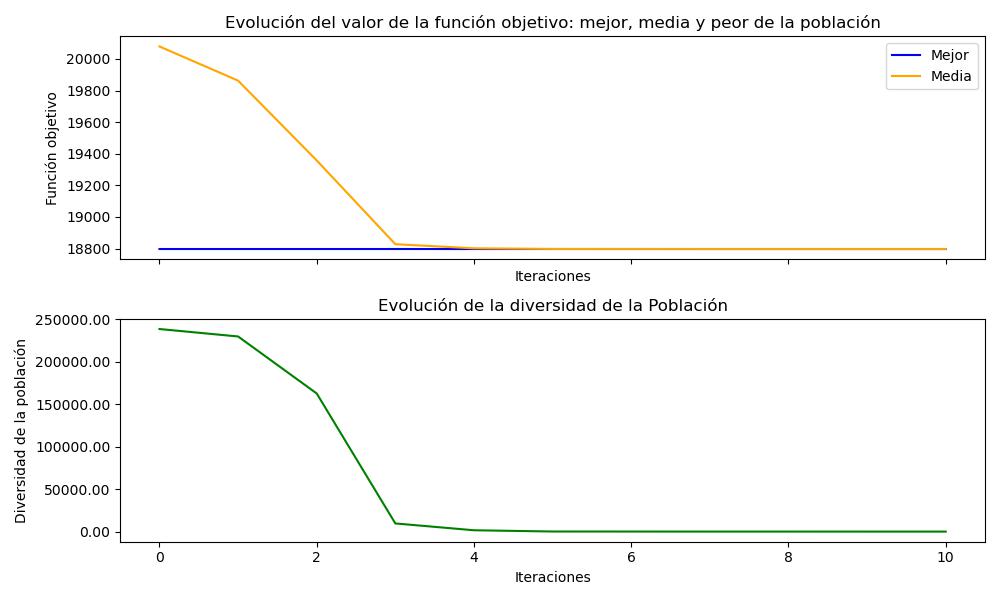 Evolución del valor de la función objetivo: mejor, media y peor de la población
Función objetivo
20000
19800
19600
19400
19200
19000
18800
Mejor
Media
Iteraciones
Evolución de la diversidad de la Población
Diversidad de la población
250000.00
200000.00
150000.00
100000.00
50000.00
0.00
0 2 4 6 8 10
Iteraciones